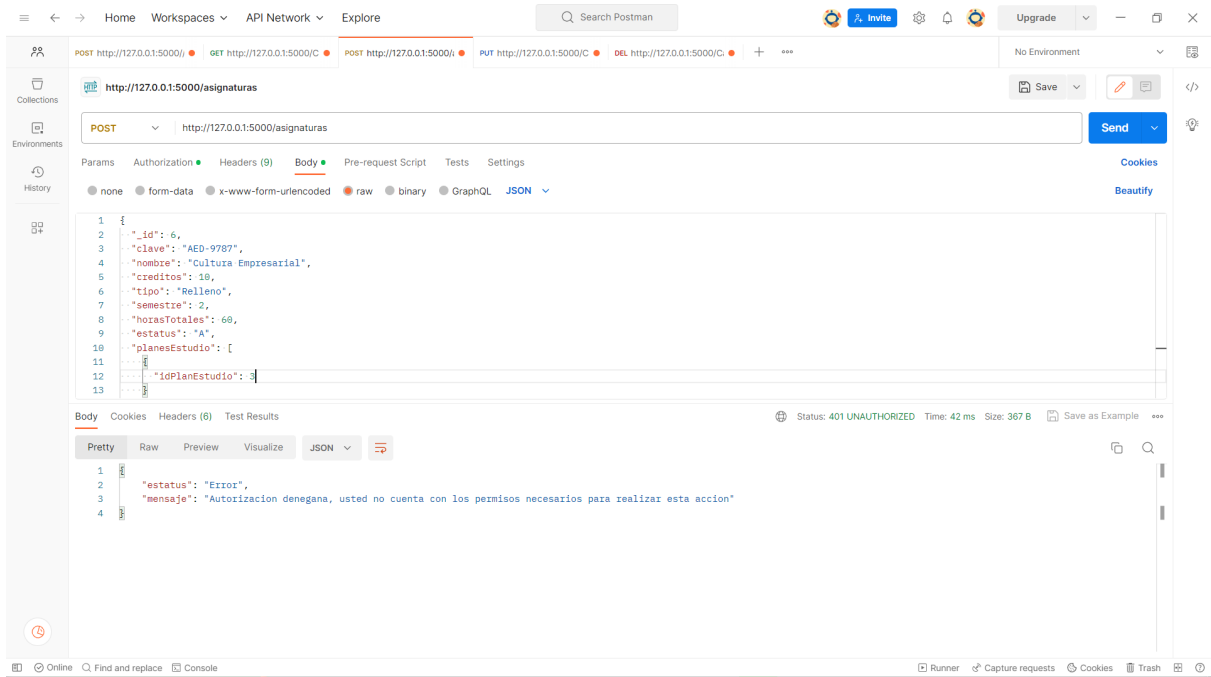 Home Workspaces API Network Explore Search Postman Invite Upgrade
POST http://127.0.0.1:5000// GET http://127.0.0.1:5000/C POST http://127.0.0.1:5000/a PUT http://127.0.0.1:5000/C DEL http://127.0.0.1:5000/Ca No Environment
HTTP http://127.0.0.1:5000/asignaturas Save
Collections
POST http://127.0.0.1:5000/asignaturas Send
Environments
Params Authorization Headers (9) Body Pre-request Script Tests Settings Cookies
History
none form-data x-www-form-urlencoded raw binary GraphQL JSON Beautify
1 {
2 "_id": 6,
3 "clave": "AED-9787",
4 "nombre": "Cultura Empresarial",
5 "creditos": 10,
6 "tipo": "Relleno",
7 "semestre": 2,
8 "horasTotales": 60,
9 "estatus": "A",
10 "planesEstudio": [
11 {
12 "idPlanEstudio": 3
13 }
Body Cookies Headers (6) Test Results Status: 401 UNAUTHORIZED Time: 42 ms Size: 367 B Save as Example
Pretty Raw Preview Visualize JSON
1 {
2 "estatus": "Error",
3 "mensaje": "Autorizacion denegana, usted no cuenta con los permisos necesarios para realizar esta accion"
4 }
Online Find and replace Console Runner Capture requests Cookies Trash